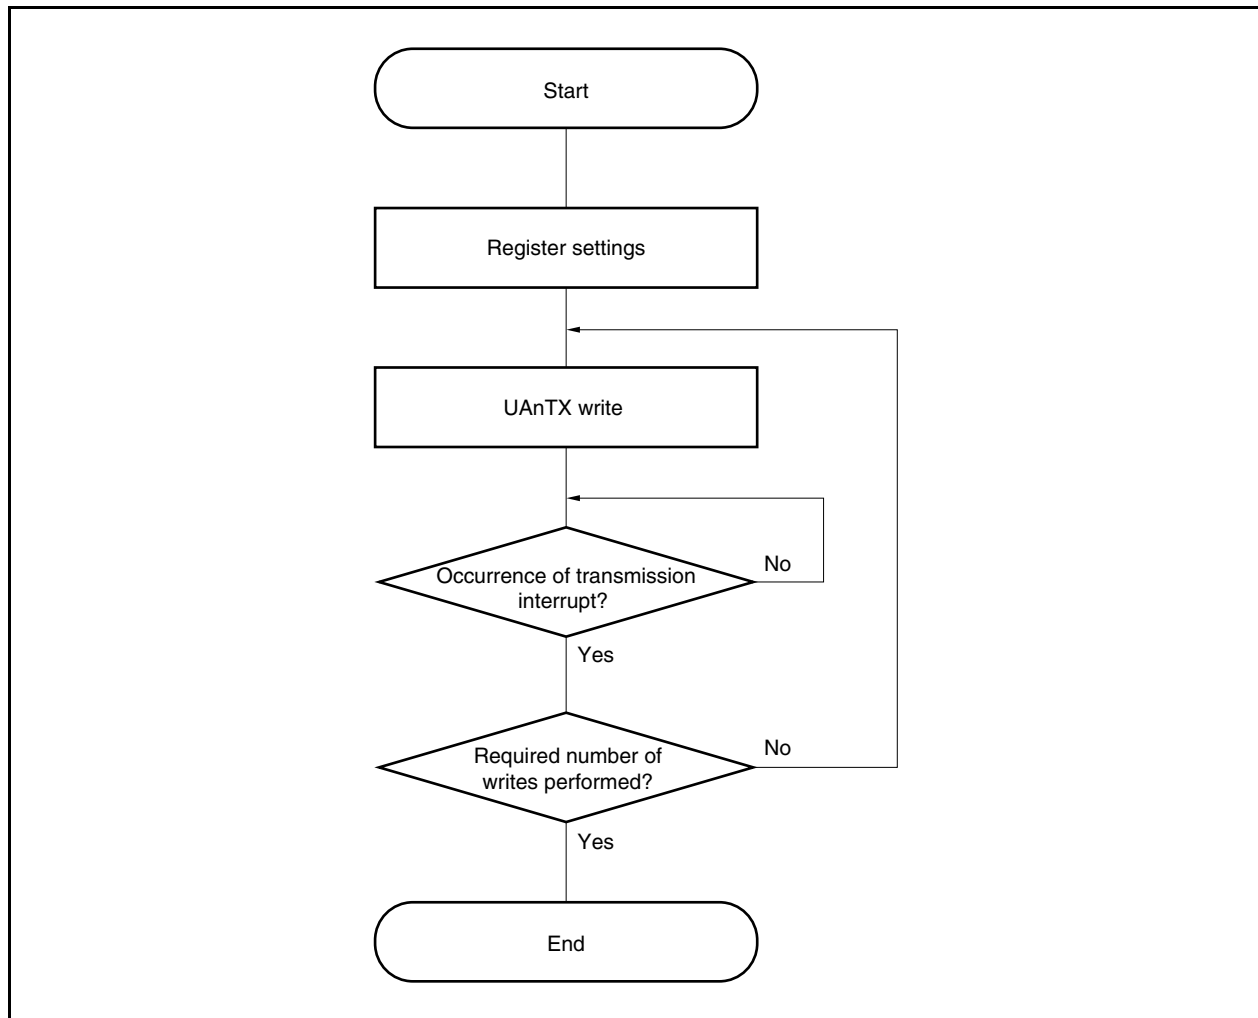 Start
Register settings
UAnTX write
Occurrence of transmission
interrupt?
No
Yes
Required number of
writes performed?
No
Yes
End